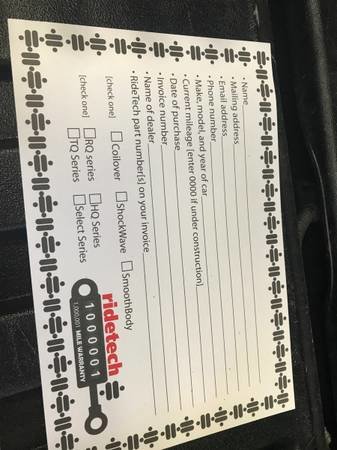 • Name
• Mailing address
• Email address
• Phone number
• Make, model, and year of car
• Current mileage [enter 0000 if under construction]
• Date of purchase
• Invoice number
• Name of dealer
• RideTech part number[s] on your invoice
[check one] Coilover ShockWave SmoothBody
[check one] RQ series HQ Series
TQ Series Select Series
ridetech
1000001
1,000,001 MILE WARRANTY